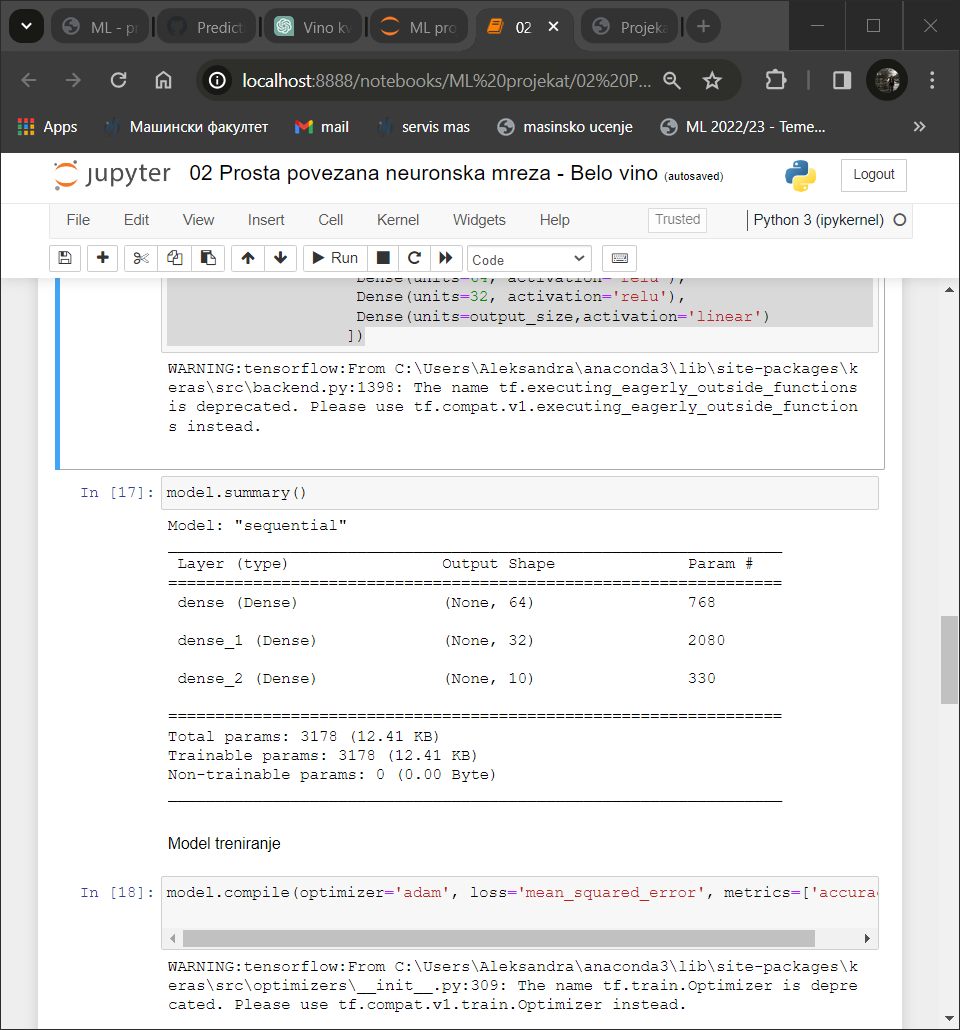 ML - pr
Predict
Vino kv
ML pro
02
Projeka
localhost:8888/notebooks/ML%20projekat/02%20P...
Apps
Машински факултет
mail
servis mas
masinsko ucenje
ML 2022/23 - Teme...
»
jupyter 02 Prosta povezana neuronska mreza - Belo vino (autosaved)
Logout
File Edit View Insert Cell Kernel Widgets Help
Trusted
Python 3 (ipykernel)
Run
Code
Dense(units=64, activation='relu'),
Dense(units=32, activation='relu'),
Dense(units=output_size,activation='linear')
])
WARNING:tensorflow:From C:\Users\Aleksandra\anaconda3\lib\site-packages\k
eras\src\backend.py:1398: The name tf.executing_eagerly_outside_functions
is deprecated. Please use tf.compat.v1.executing_eagerly_outside_function
s instead.
In [17]: model.summary()
Model: "sequential"
Layer (type) Output Shape Param #
=================================================================
dense (Dense) (None, 64) 768
dense_1 (Dense) (None, 32) 2080
dense_2 (Dense) (None, 10) 330
=================================================================
Total params: 3178 (12.41 KB)
Trainable params: 3178 (12.41 KB)
Non-trainable params: 0 (0.00 Byte)
Model treniranje
In [18]: model.compile(optimizer='adam', loss='mean_squared_error', metrics=['accurac
WARNING:tensorflow:From C:\Users\Aleksandra\anaconda3\lib\site-packages\k
eras\src\optimizers\__init__.py:309: The name tf.train.Optimizer is depre
cated. Please use tf.compat.v1.train.Optimizer instead.